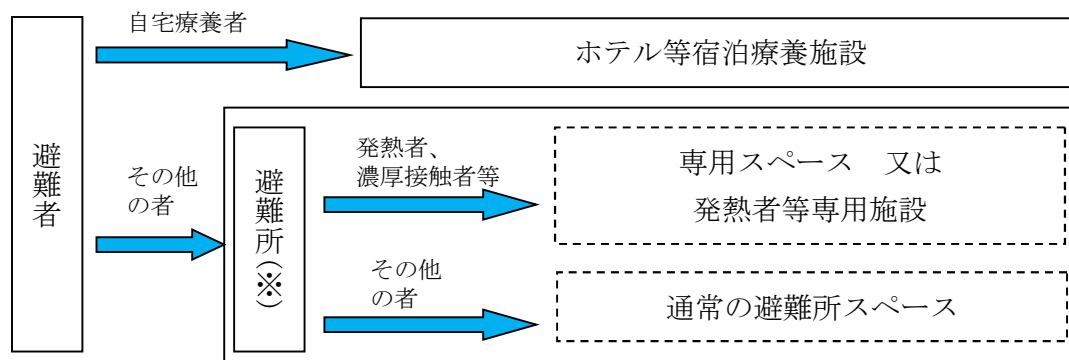 避難者
自宅療養者
ホテル等宿泊療養施設
その他
の者
避難所(※)
発熱者、
濃厚接触者等
専用スペース　又は
発熱者等専用施設
その他
の者
通常の避難所スペース